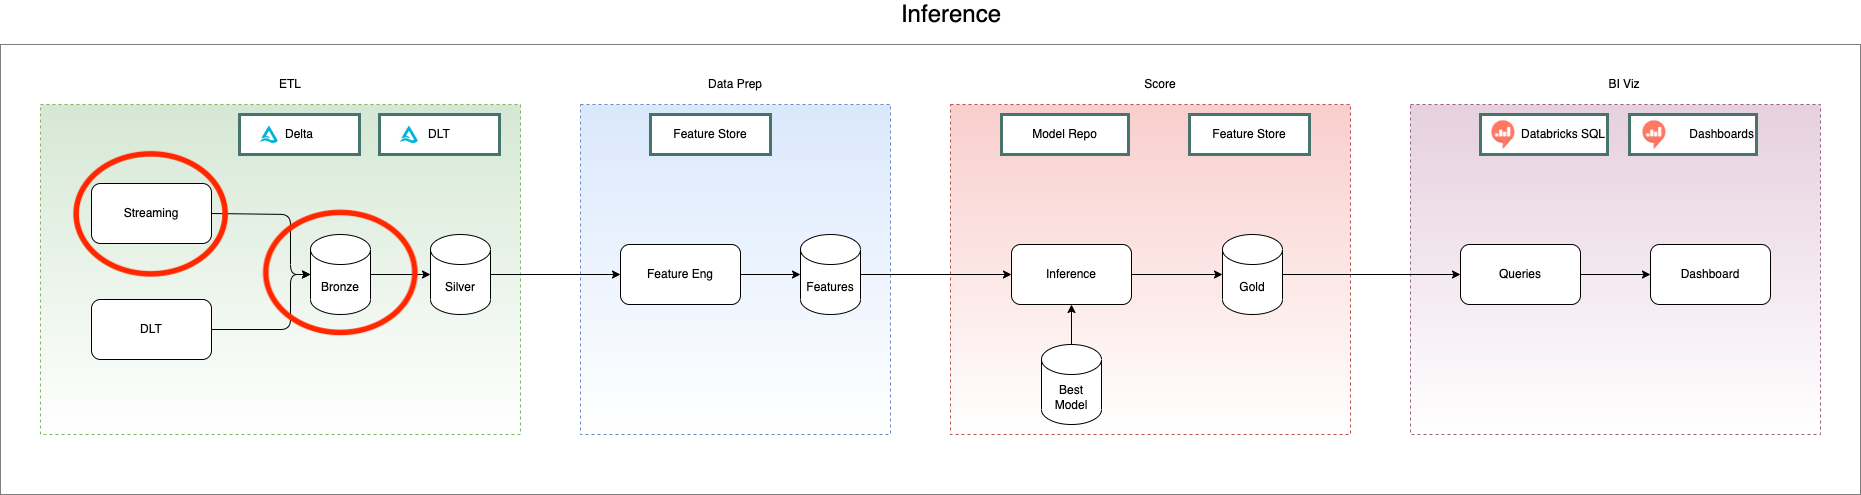 Inference
ETL
Data Prep
Score
BI Viz
Delta
DLT
Feature Store
Model Repo
Feature Store
Databricks SQL
Dashboards
Streaming
DLT
Bronze
Silver
Feature Eng
Features
Inference
Best
Model
Gold
Queries
Dashboard